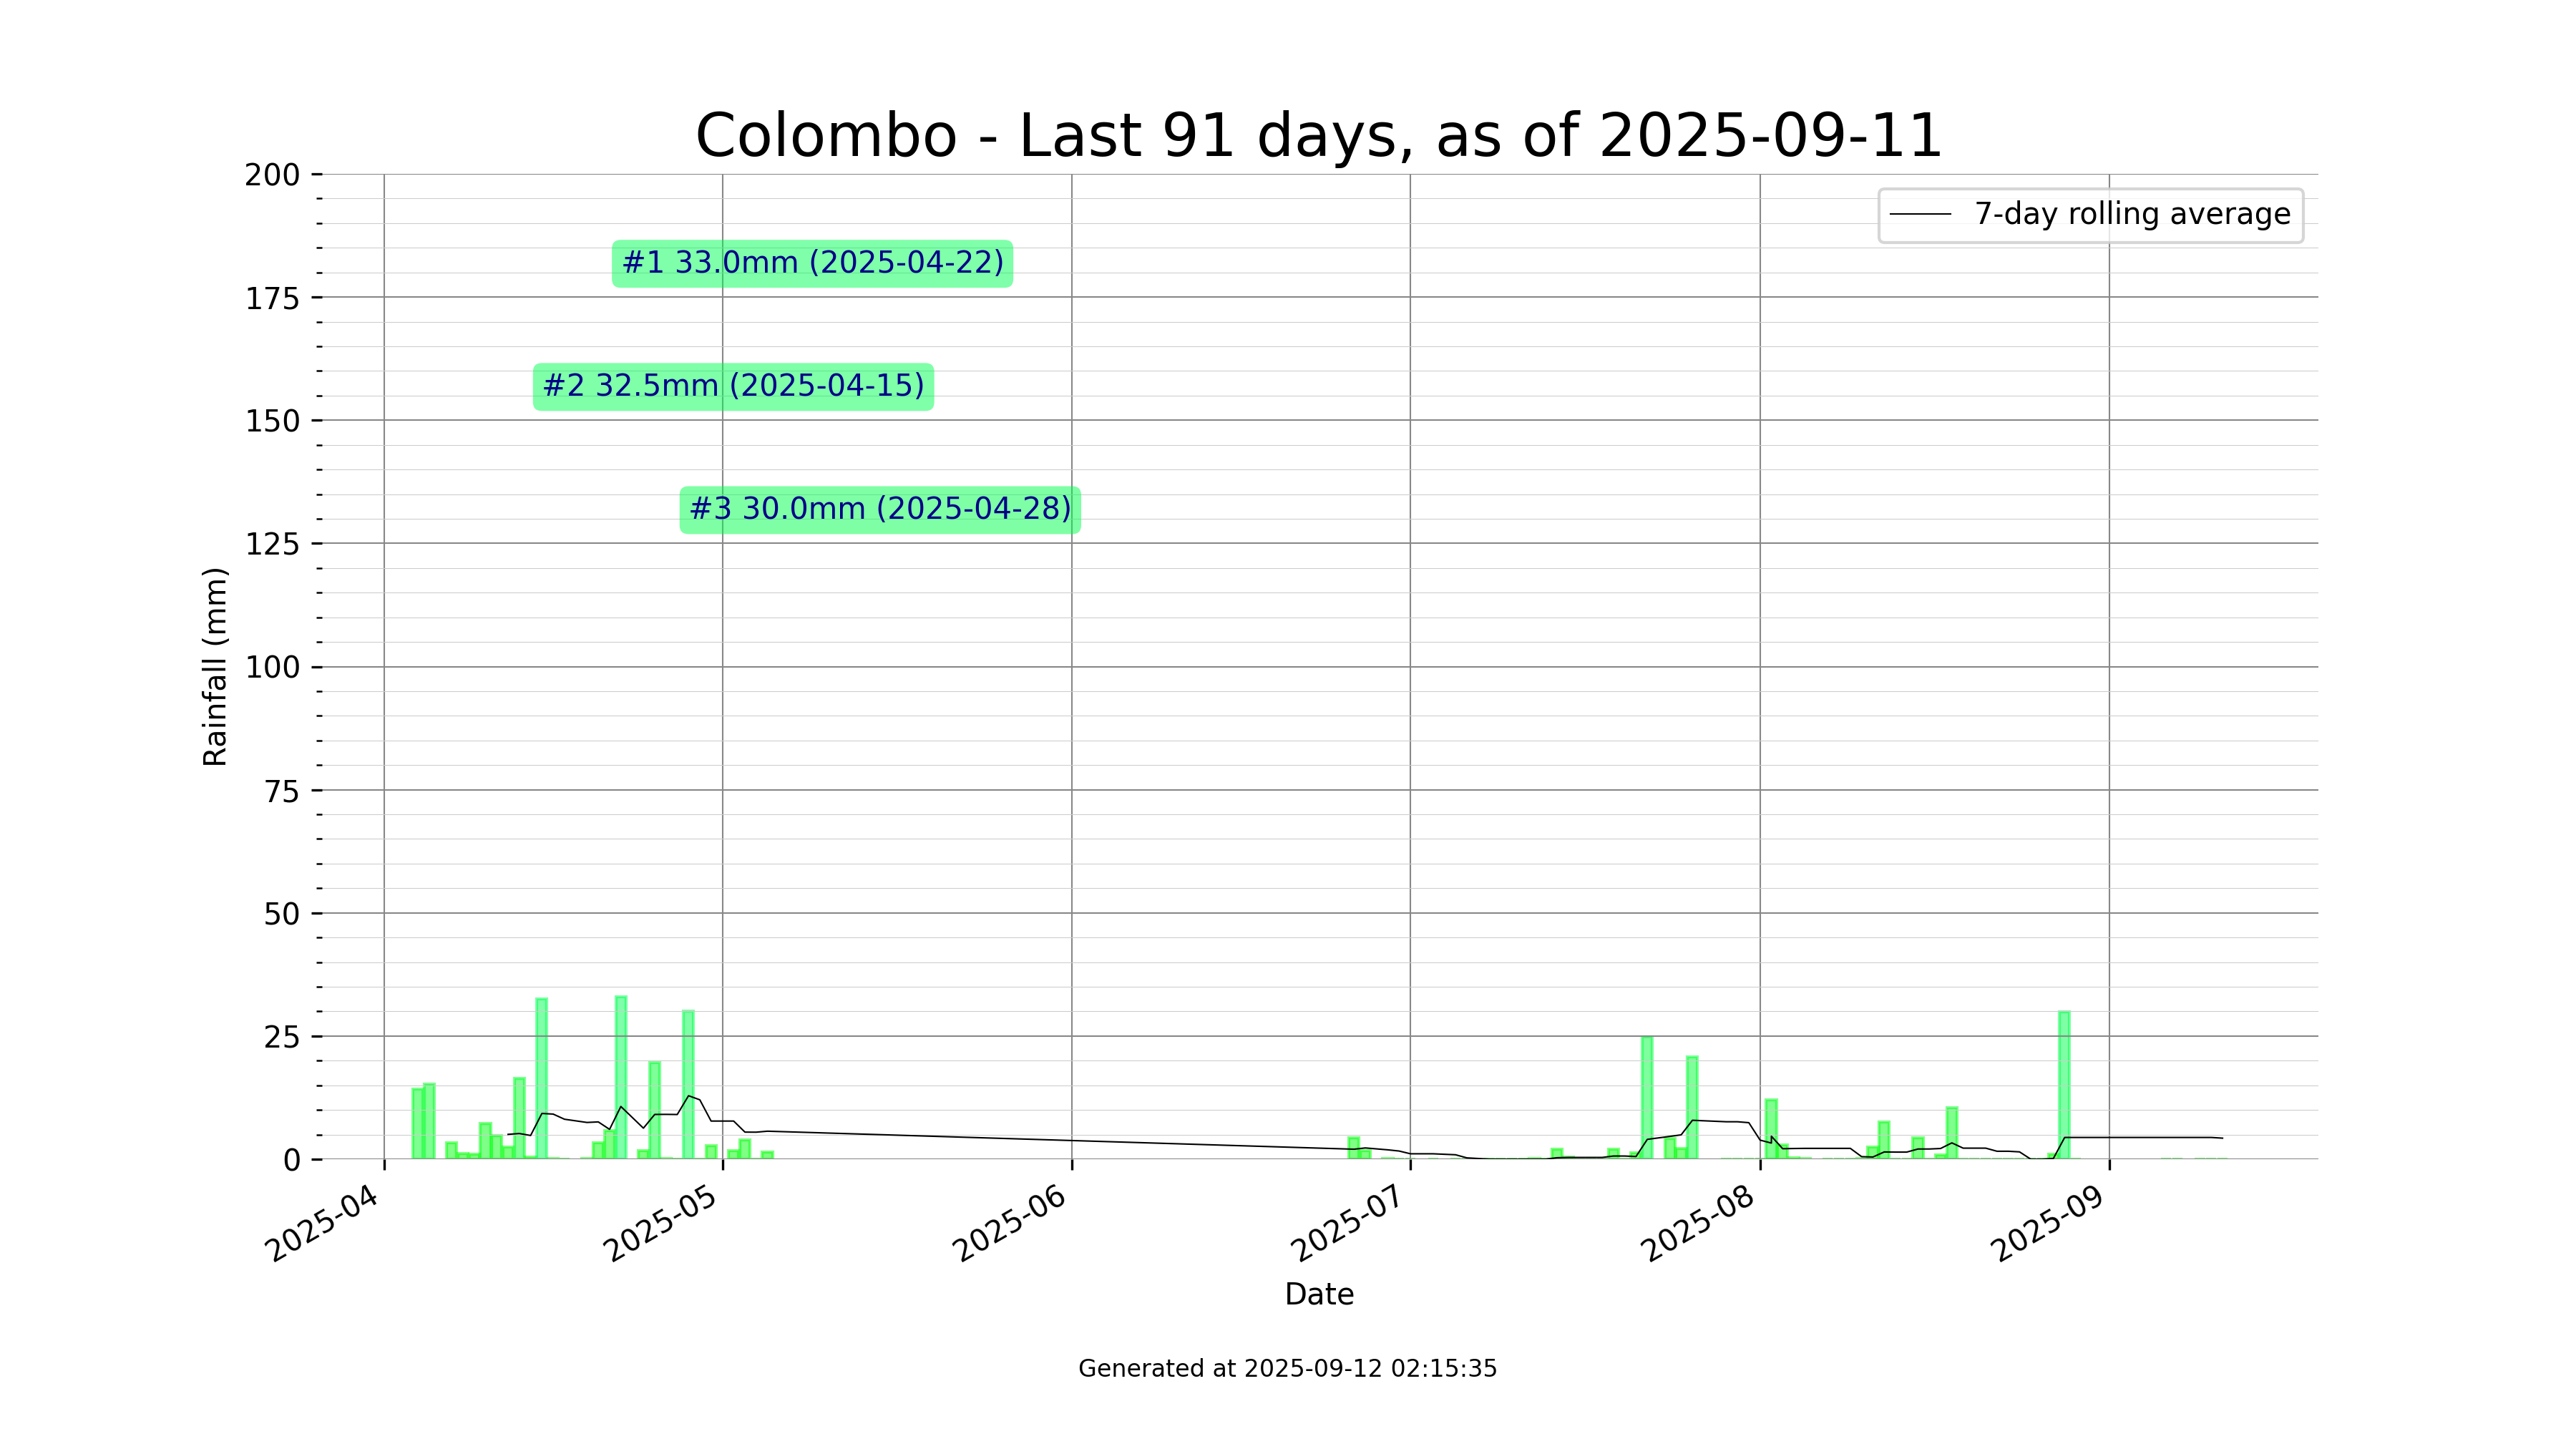 Colombo - Last 91 days, as of 2025-09-11
7-day rolling average
#1 33.0mm (2025-04-22)
#2 32.5mm (2025-04-15)
#3 30.0mm (2025-04-28)
Rainfall (mm)
200
175
150
125
100
75
50
25
0
2025-04
2025-05
2025-06
2025-07
2025-08
2025-09
Date
Generated at 2025-09-12 02:15:35